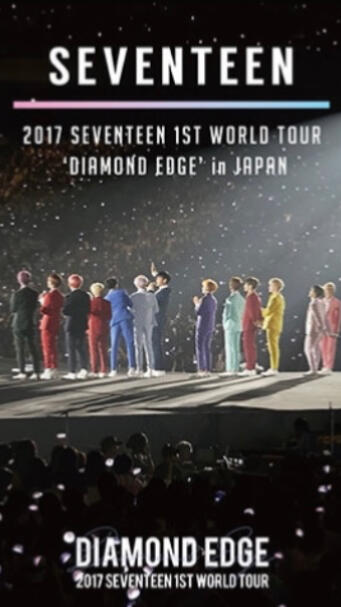 SEVENTEEN
2017 SEVENTEEN 1ST WORLD TOUR
'DIAMOND EDGE' in JAPAN
DIAMOND EDGE
2017 SEVENTEEN 1ST WORLD TOUR